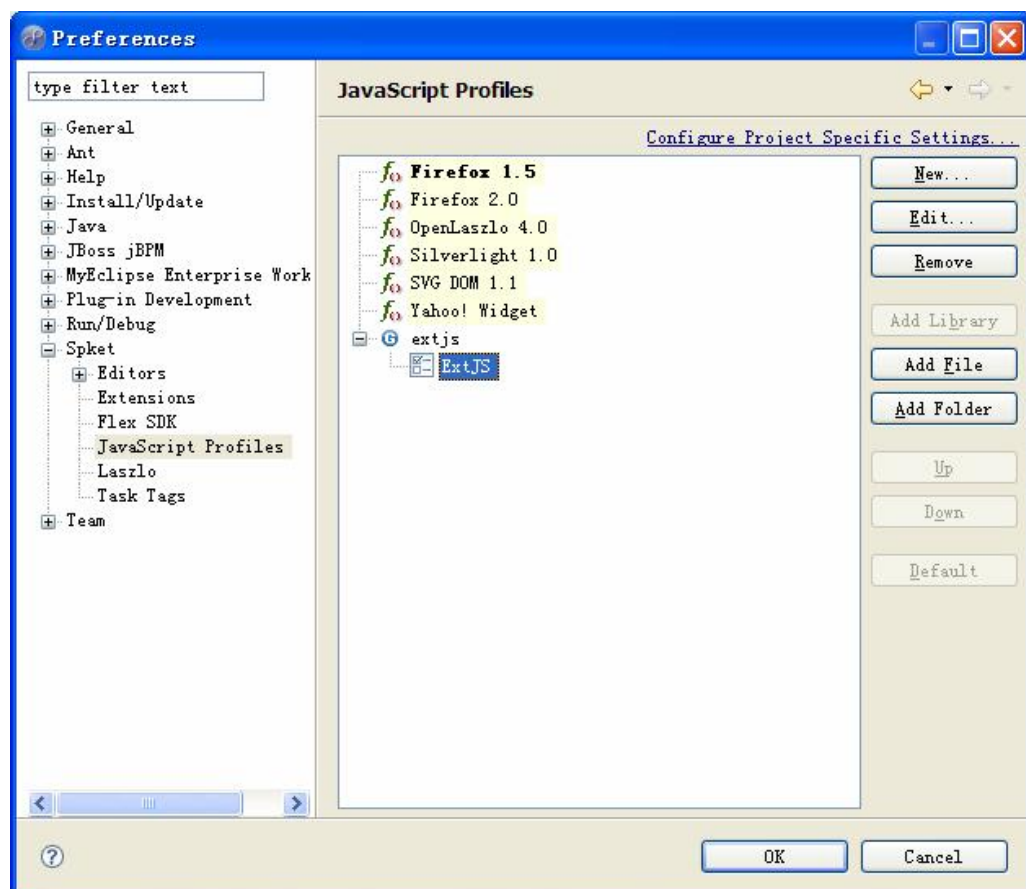 Preferences
type filter text
General
Ant
Help
Install/Update
Java
JBoss jBPM
MyEclipse Enterprise Work
Plug-in Development
Run/Debug
Spket
Editors
Extensions
Flex SDK
JavaScript Profiles
Laszlo
Task Tags
Team
JavaScript Profiles
Configure Project Specific Settings...
Firefox 1.5
Firefox 2.0
OpenLaszlo 4.0
Silverlight 1.0
SVG DOM 1.1
Yahoo! Widget
extjs
ExtJS
New...
Edit...
Remove
Add Library
Add File
Add Folder
Up
Down
Default
OK
Cancel